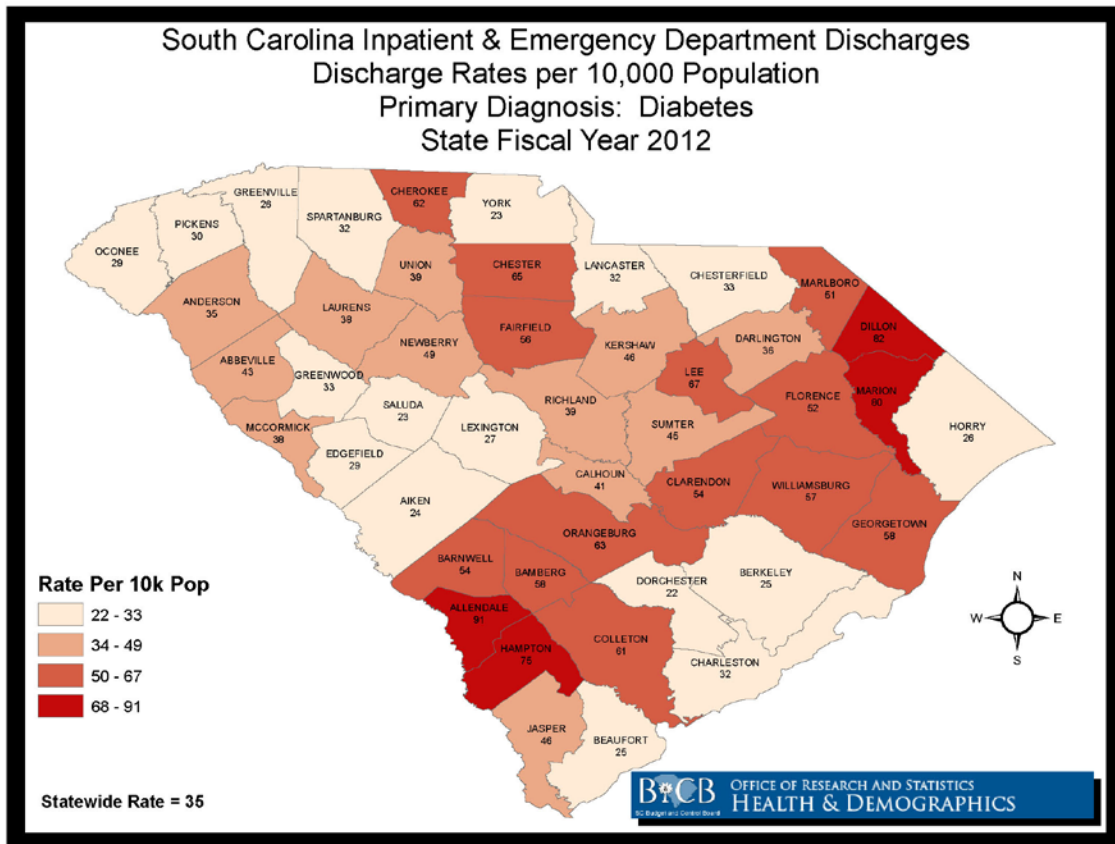 South Carolina Inpatient & Emergency Department Discharges
Discharge Rates per 10,000 Population
Primary Diagnosis: Diabetes
State Fiscal Year 2012
CHEROKEE
62
GREENVILLE
YORK
23
PICKENS
30
SPARTANBURG
32
OCONEE
29
UNION
39
CHESTER
65
LANCASTER
32
CHESTERFIELD
33
MARLBORO
51
ANDERSON
35
LAURENS
38
FAIRFIELD
56
KERSHAW
46
DARLINGTON
36
DILLON
82
NEWBERRY
49
ABBEVILLE
43
GREENWOOD
33
LEE
67
MARION
80
FLORENCE
52
SALUDA
23
RICHLAND
39
MCCORMICK
38
LEXINGTON
27
SUMTER
45
HORRY
26
EDGEFIELD
29
CALHOUN
41
CLARENDON
54
WILLIAMSBURG
57
AIKEN
24
GEORGETOWN
58
ORANGEBURG
63
BARNWELL
54
BAMBERG
58
DORCHESTER
22
BERKELEY
25
ALLENDALE
91
COLLETON
61
HAMPTON
75
CHARLESTON
32
JASPER
46
BEAUFORT
25
Rate Per 10k Pop
22 - 33
34 - 49
50 - 67
68 - 91
N
W
E
S
Statewide Rate = 35
BCB
SC Budget and Control Board
OFFICE OF RESEARCH AND STATISTICS
HEALTH & DEMOGRAPHICS